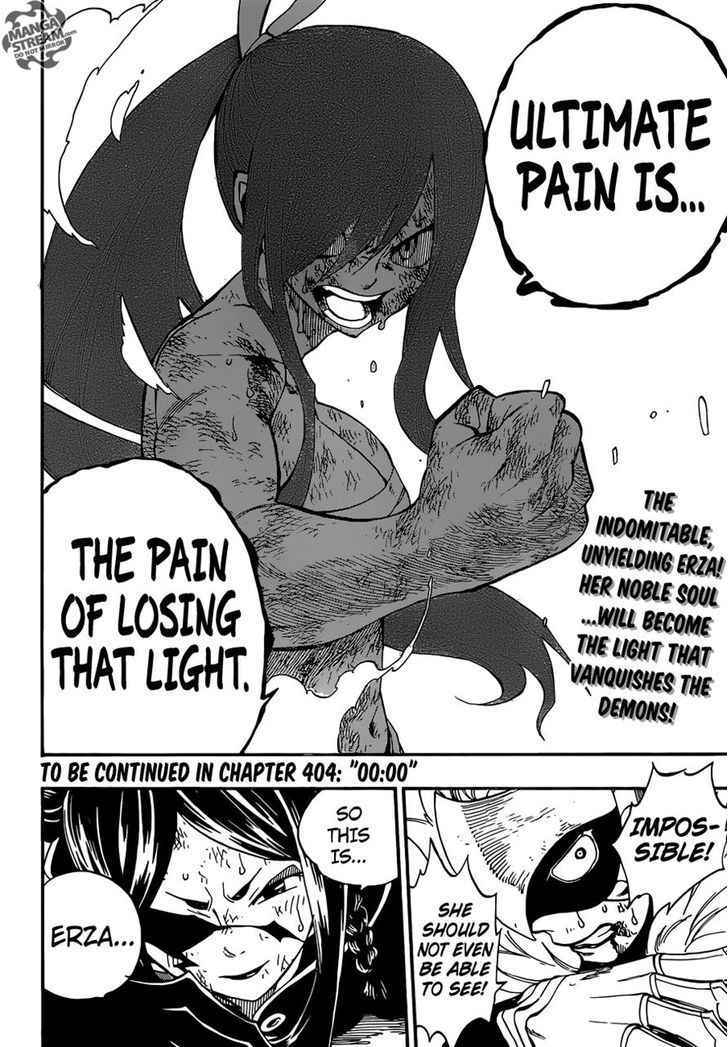 MANGA
STREAM.com
DO NOT MIRROR
ULTIMATE
PAIN IS...
THE PAIN
OF LOSING
THAT LIGHT.
THE
INDOMITABLE,
UNYIELDING ERZA!
HER NOBLE SOUL
...WILL BECOME
THE LIGHT THAT
VANQUISHES THE
DEMONS!
TO BE CONTINUED IN CHAPTER 404: "00:00"
IMPOS-
SIBLE!
SHE
SHOULD
NOT EVEN
BE ABLE
TO SEE!
SO
THIS
IS...
ERZA...